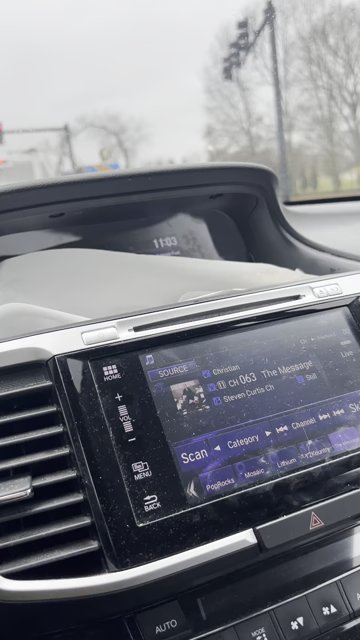 11:03
HOME
SOURCE
Christian
CH 063 The Message
Steven Curtis Ch
Still
Live
+
VOL
-
Scan
Category
Channel
MENU
PopRocks
Mosaic
Lithium
BACK
AUTO
MODE